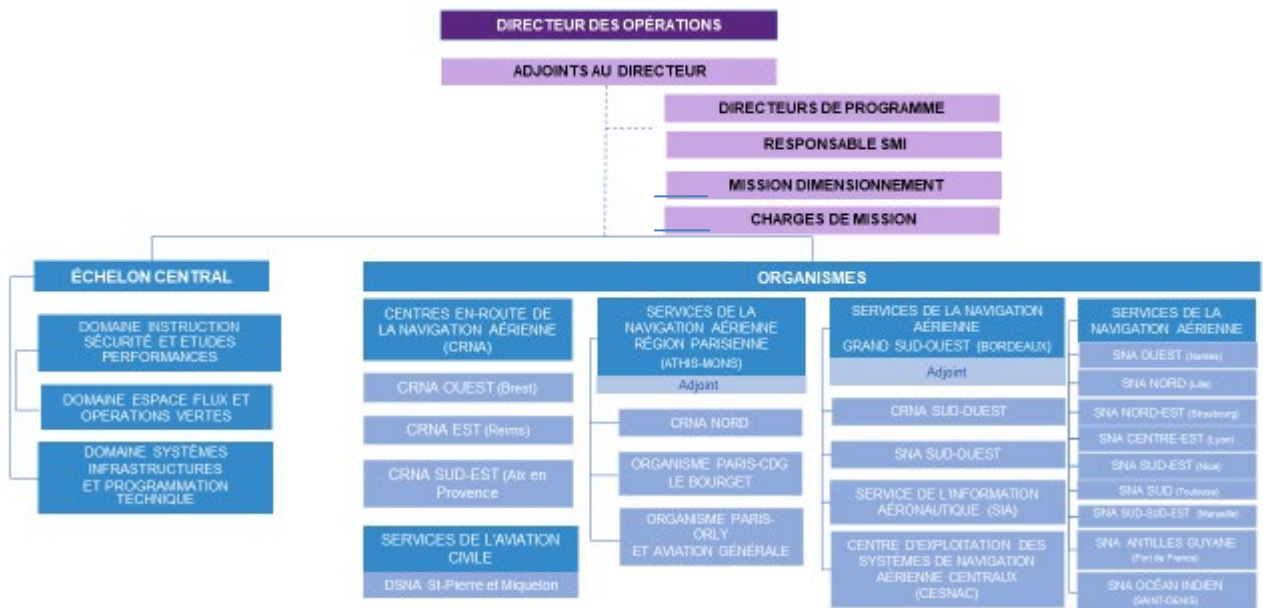 DIRECTEUR DES OPÉRATIONS
ADJOINTS AU DIRECTEUR
DIRECTEURS DE PROGRAMME
RESPONSABLE SMI
MISSION DIMENSIONNEMENT
CHARGES DE MISSION
ÉCHELON CENTRAL
DOMAINE INSTRUCTION
SÉCURITÉ ET ETUDES
PERFORMANCES
DOMAINE ESPACE FLUX ET
OPERATIONS VERTES
DOMAINE SYSTÈMES
INFRASTRUCTURES
ET PROGRAMMATION
TECHNIQUE
ORGANISMES
CENTRES EN-ROUTE DE
LA NAVIGATION AÉRIENNE
(CRNA)
CRNA OUEST (Brest)
CRNA EST (Reims)
CRNA SUD-EST (Aix en
Provence
SERVICES DE L'AVIATION
CIVILE
DSNA St-Pierre et Miquelon
SERVICES DE LA
NAVIGATION AÉRIENNE
RÉGION PARISIENNE
(ATHIS-MONS)
Adjoint
CRNA NORD
ORGANISME PARIS-CDG
LE BOURGET
ORGANISME PARIS-
ORLY
ET AVIATION GÉNÉRALE
SERVICES DE LA NAVIGATION
AÉRIENNE
GRAND SUD-OUEST (BORDEAUX)
Adjoint
CRNA SUD-OUEST
SNA SUD-OUEST
SERVICE DE L'INFORMATION
AÉRONAUTIQUE (SIA)
CENTRE D'EXPLOITATION DES
SYSTÈMES DE NAVIGATION
AÉRIENNE CENTRAUX
(CESNAC)
SERVICES DE LA
NAVIGATION AÉRIENNE
SNA OUEST (Nantes)
SNA NORD (Lille)
SNA NORD-EST (Strasbourg)
SNA CENTRE-EST (Lyon)
SNA SUD-EST (Nice)
SNA SUD (Toulouse)
SNA SUD-SUD-EST (Marseille)
SNA ANTILLES GUYANE
(Fort de France)
SNA OCÉAN INDIEN
(SAINT-DENIS)